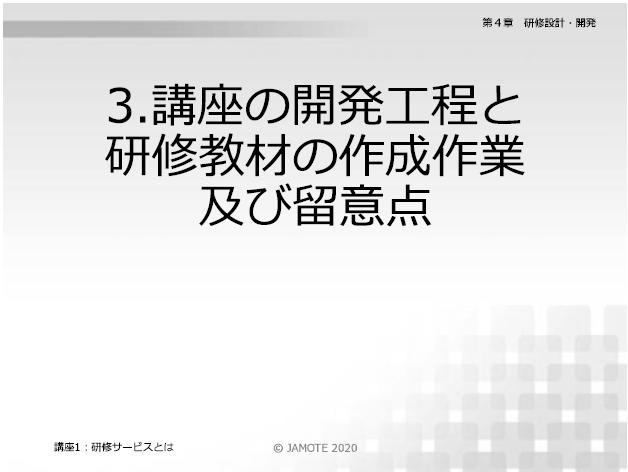 第４章　研修設計・開発
3.講座の開発工程と
研修教材の作成作業
及び留意点
講座1：研修サービスとは
© JAMOTE 2020